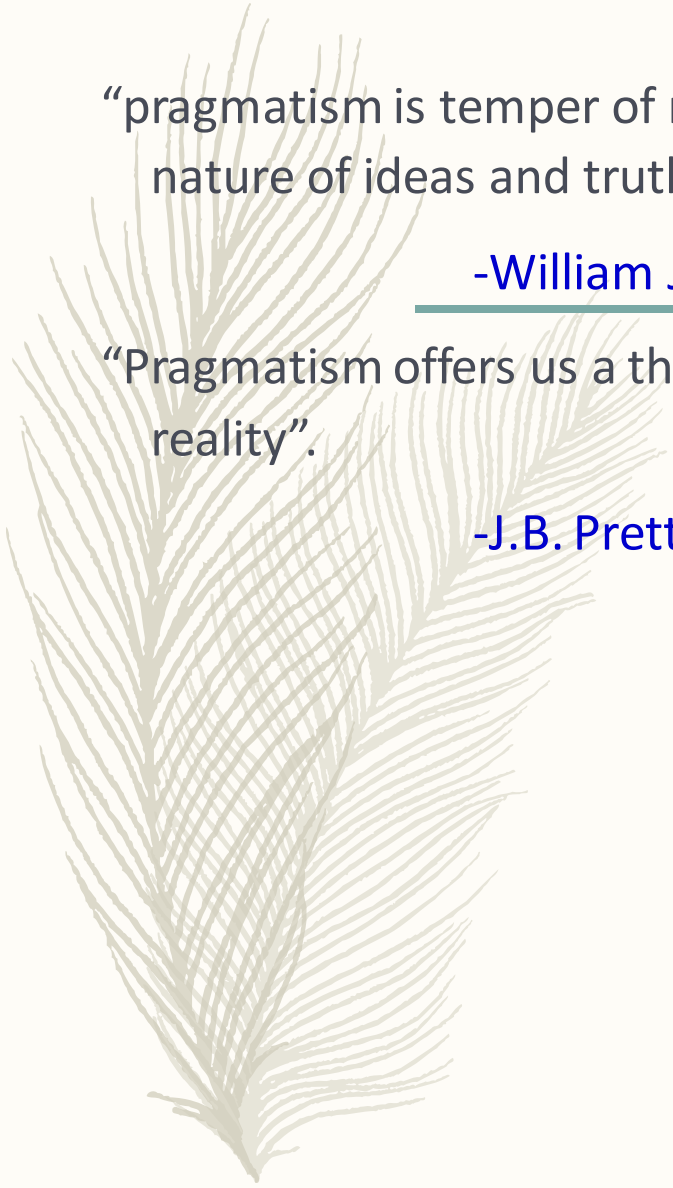 “pragmatism is temper of
nature of ideas and trut
-William
“Pragmatism offers us a th
reality”.
-J.B. Prett